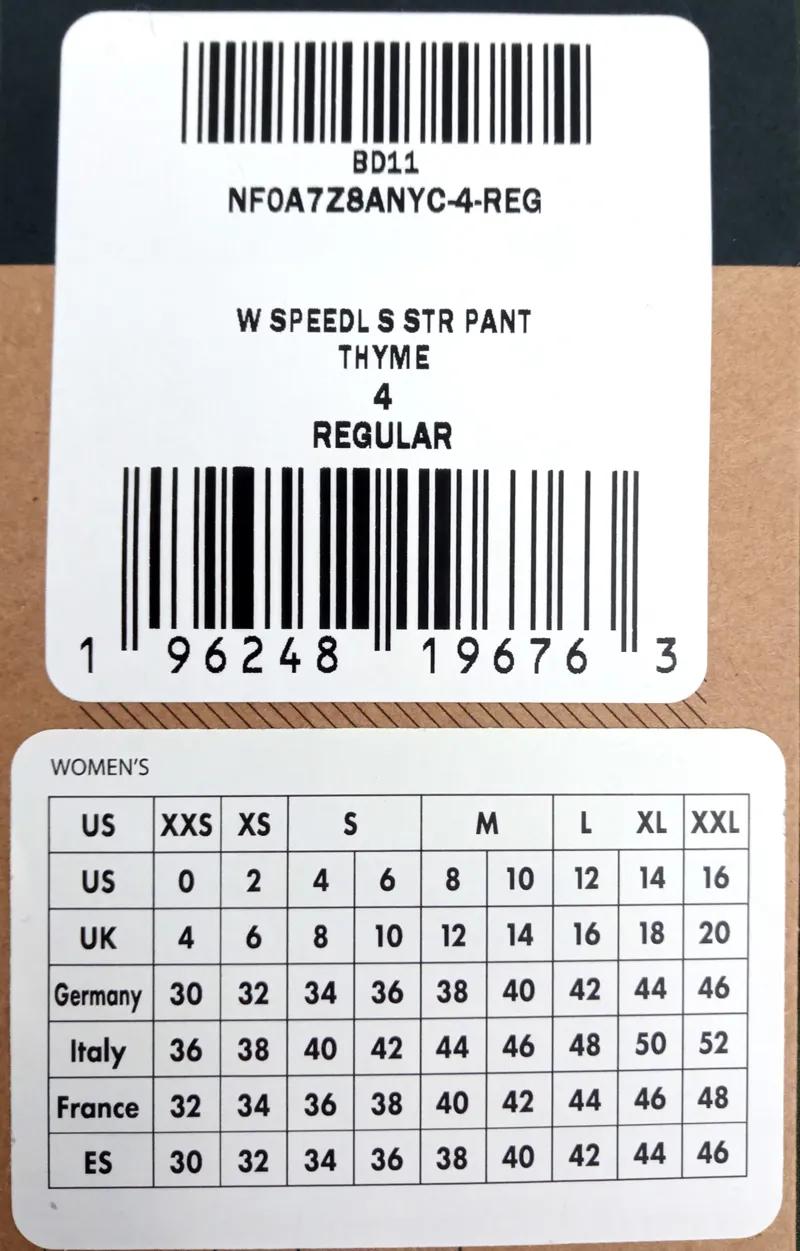 BD11
NF0A7Z8ANYC-4-REG
W SPEEDL S STR PANT
THYME
4
REGULAR
1 96248 19676 3
WOMEN'S
US XXS XS S M L XL XXL
US 0 2 4 6 8 10 12 14 16
UK 4 6 8 10 12 14 16 18 20
Germany 30 32 34 36 38 40 42 44 46
Italy 36 38 40 42 44 46 48 50 52
France 32 34 36 38 40 42 44 46 48
ES 30 32 34 36 38 40 42 44 46